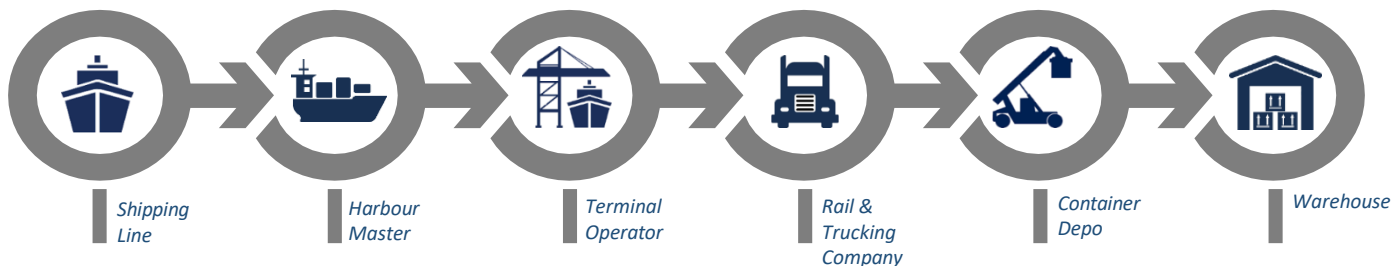 Shipping
Line
Harbour
Master
Terminal
Operator
Rail &
Trucking
Company
Container
Depo
Warehouse